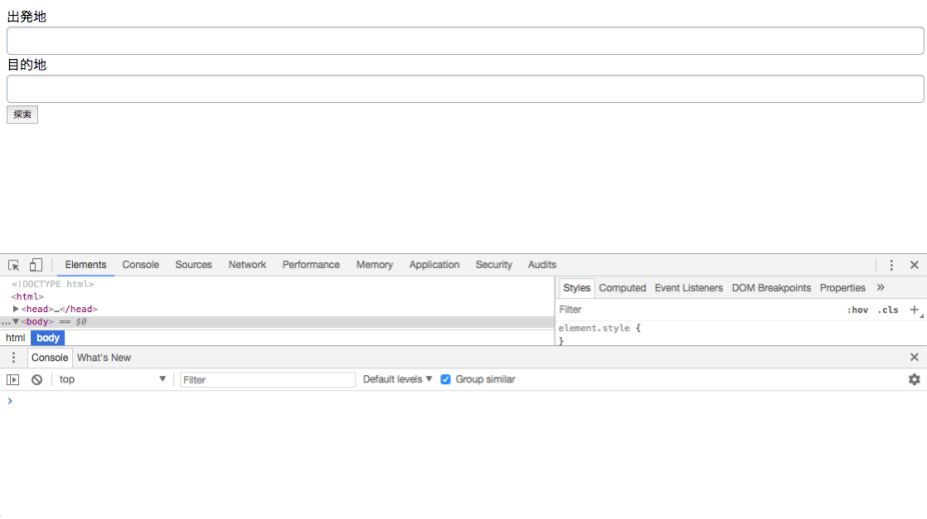 出発地
目的地
探索
Elements Console Sources Network Performance Memory Application Security Audits
<!DOCTYPE html>
<html>
▶<head>…</head>
…▼<body> == $0
html body
Styles Computed Event Listeners DOM Breakpoints Properties »
Filter :hov .cls +
element.style {
}
Console What's New
top ▼ Filter Default levels ▼ Group similar
>